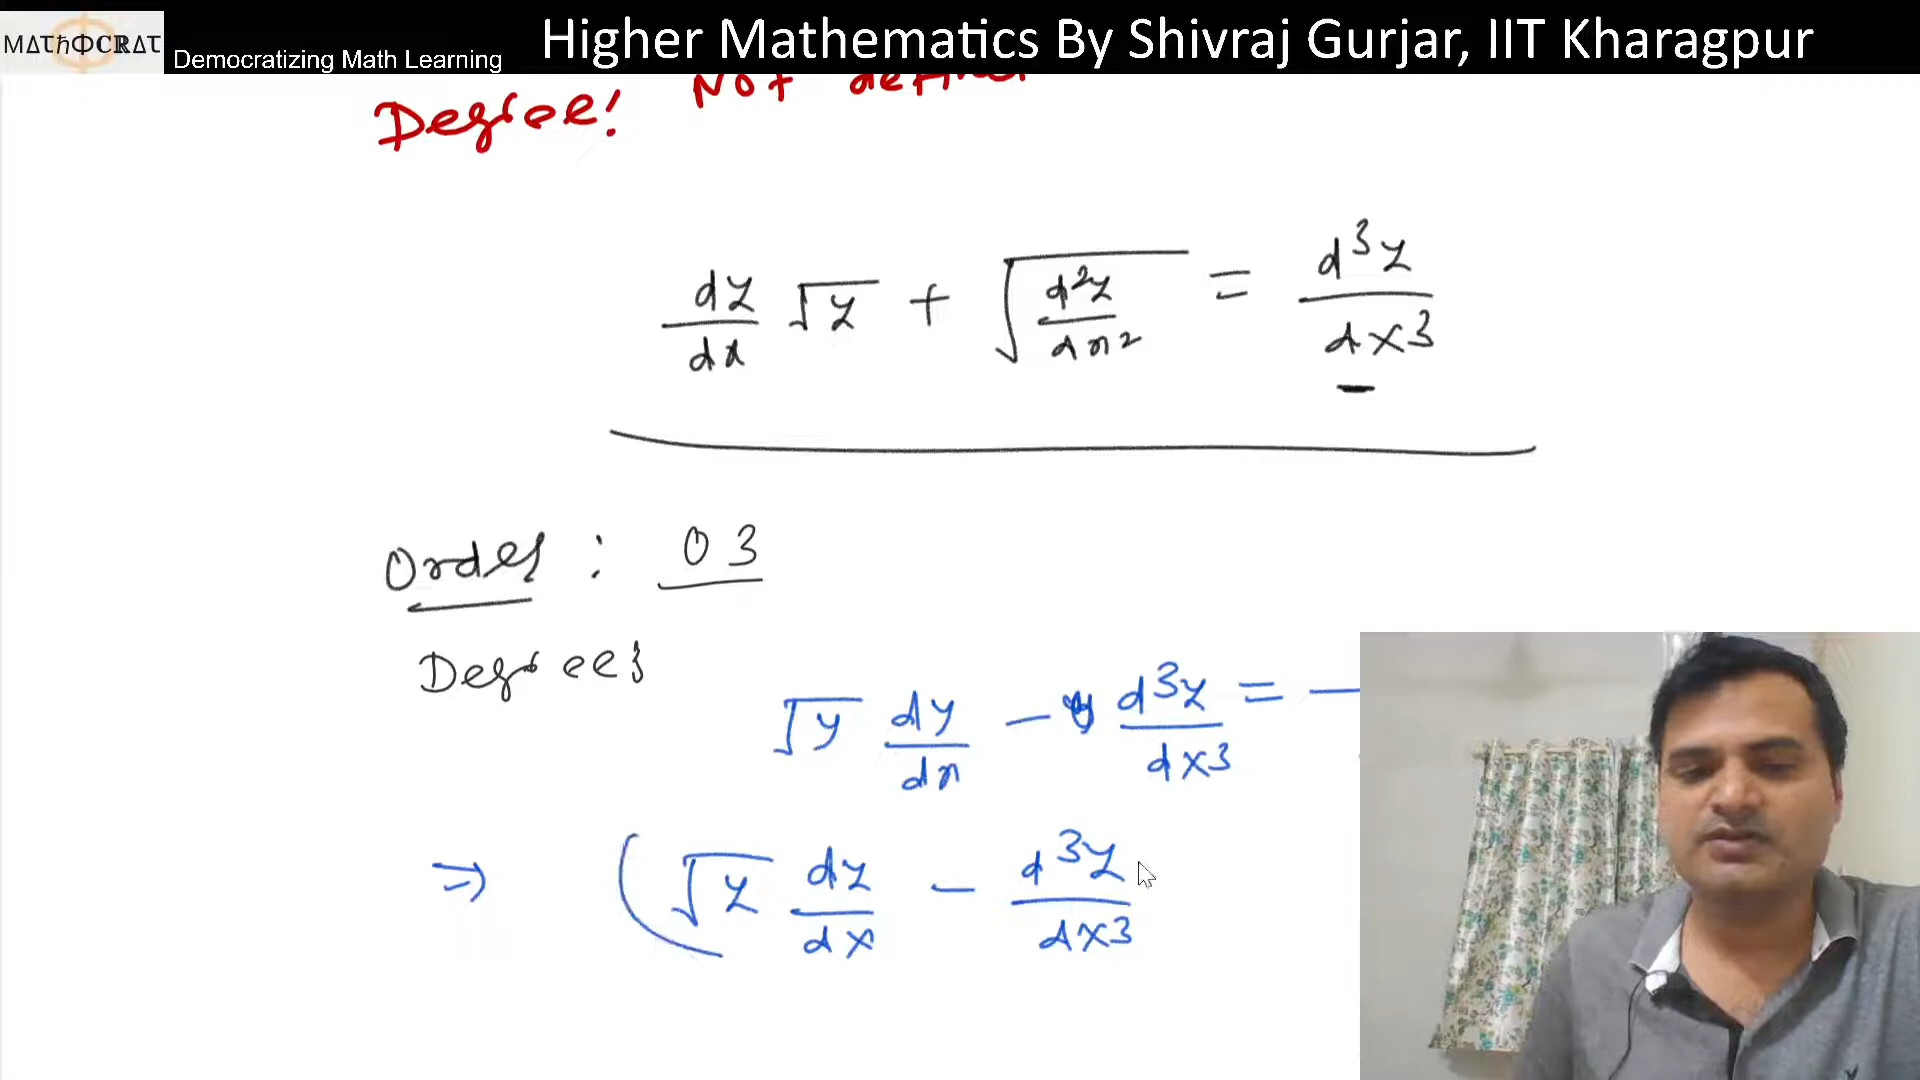 MΔTℏΦCRΔT
Democratizing Math Learning
Higher Mathematics By Shivraj Gurjar, IIT Kharagpur
Degree: Not
dy/dx √y + √(d²y/dx²) = d³y/dx³
Order : 03
Degree:
√y dy/dx - d³y/dx³ = -
⇒ (√y dy/dx - d³y/dx³